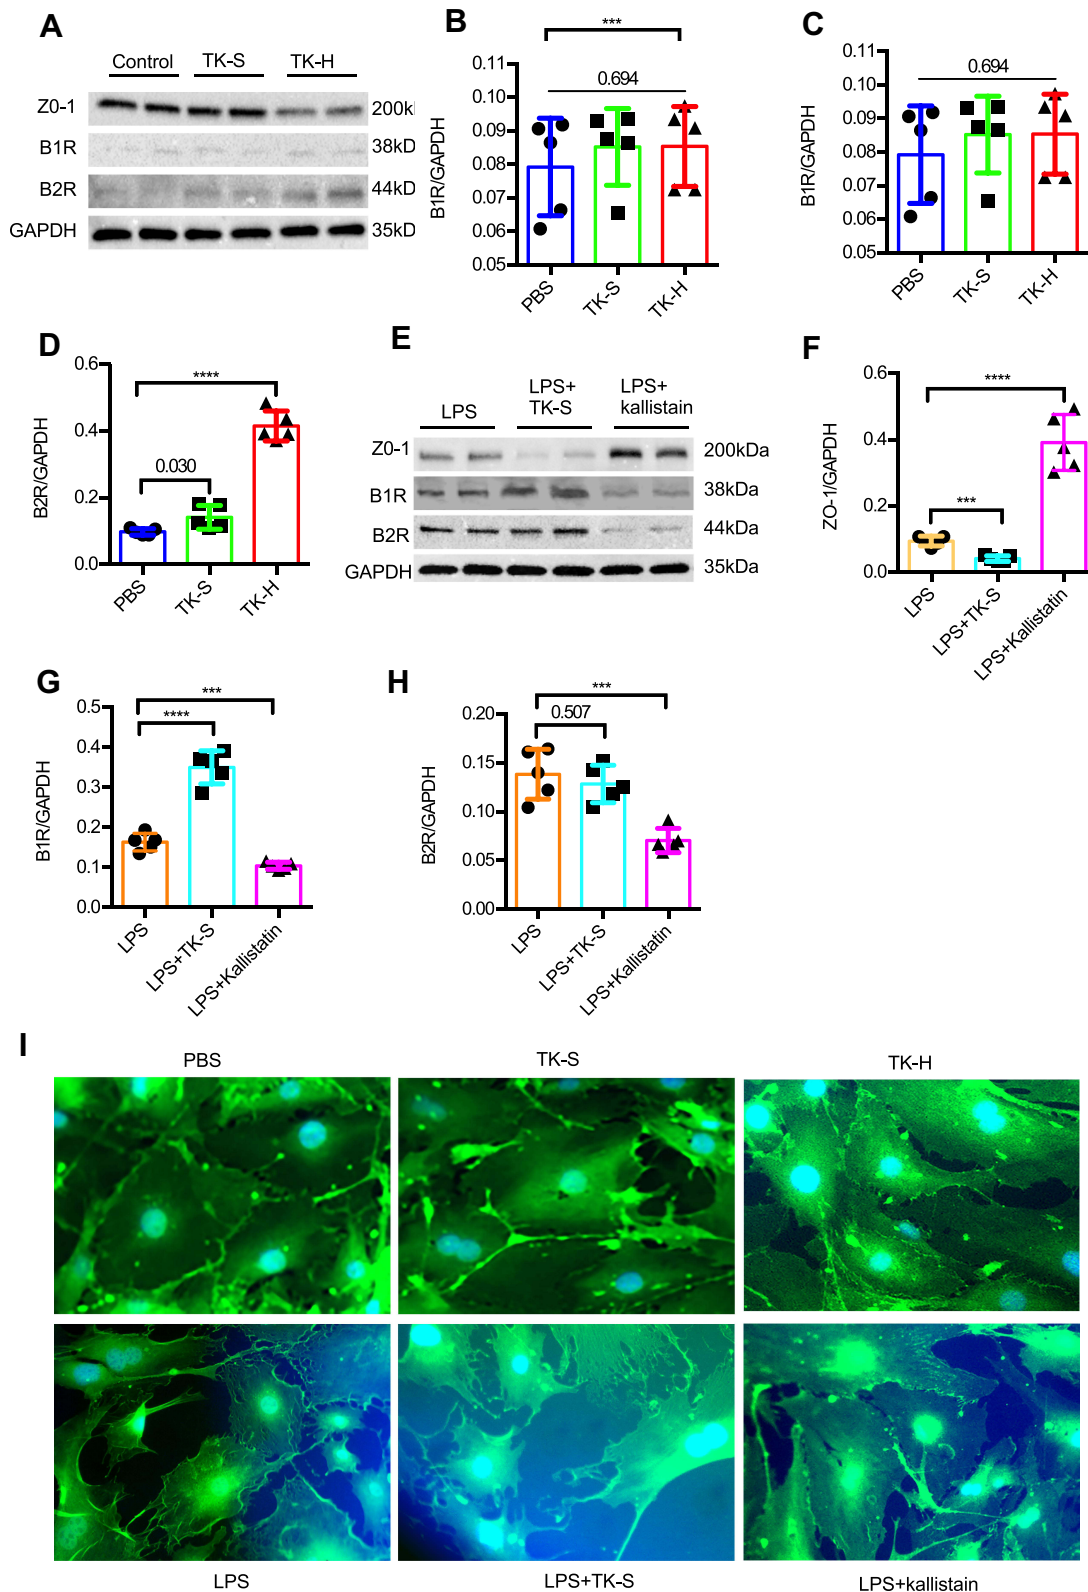 A
Control TK-S TK-H
Z0-1 200kD
B1R 38kD
B2R 44kD
GAPDH 35kD
B
***
0.694
0.11
0.10
0.09
0.08
0.07
0.06
0.05
B1R/GAPDH
PBS TK-S TK-H
C
0.694
0.11
0.10
0.09
0.08
0.07
0.06
0.05
B1R/GAPDH
PBS TK-S TK-H
D
****
0.030
0.6
0.4
0.2
0.0
B2R/GAPDH
PBS TK-S TK-H
E
LPS LPS+ TK-S LPS+ kallistain
Z0-1 200kDa
B1R 38kDa
B2R 44kDa
GAPDH 35kDa
F
****
***
0.6
0.4
0.2
0.0
ZO-1/GAPDH
LPS LPS+TK-S LPS+Kallistatin
G
***
****
0.5
0.4
0.3
0.2
0.1
0.0
B1R/GAPDH
LPS LPS+TK-S LPS+Kallistatin
H
***
0.507
0.20
0.15
0.10
0.05
0.00
B2R/GAPDH
LPS LPS+TK-S LPS+Kallistatin
I
PBS TK-S TK-H
LPS LPS+TK-S LPS+kallistain